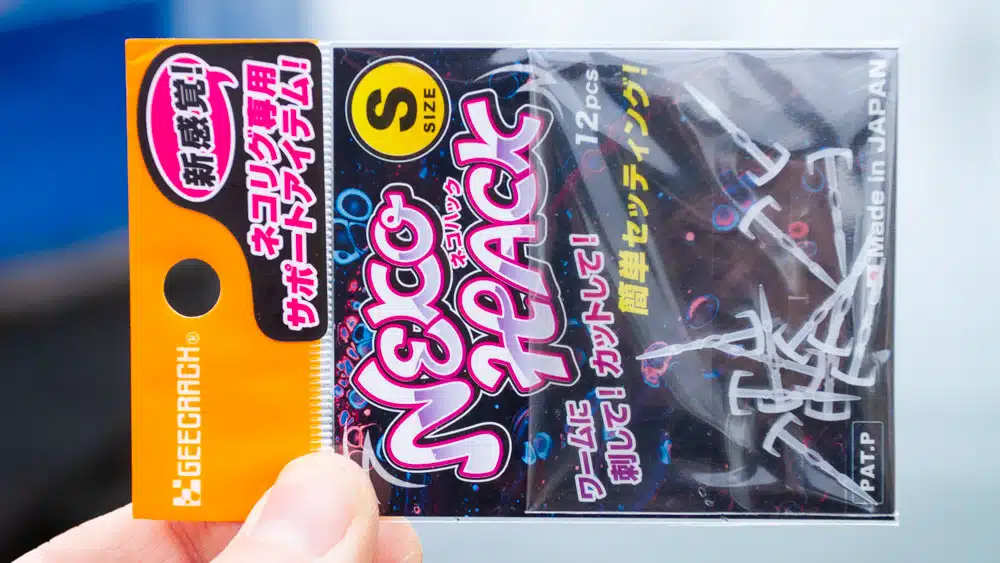 新感覚!
ネコリグ専用
サポートアイテム!
GEECRACK®
S
SIZE
NEKO
ネコハック
HACK
12pcs
ワームに
刺して!カットして!
簡単セッティング!
Made in JAPAN
PAT.P